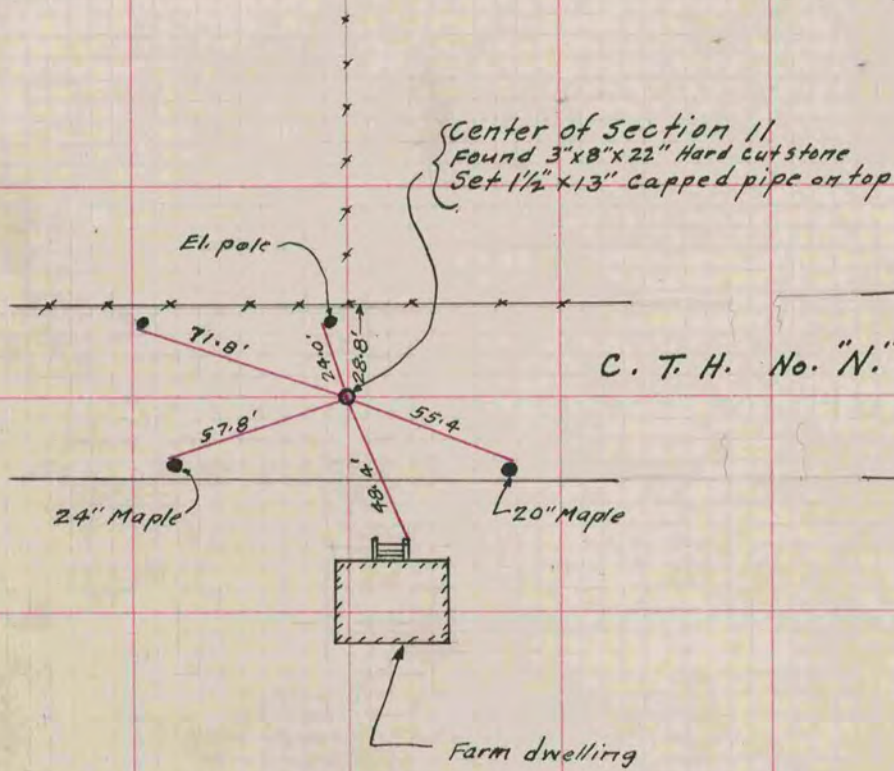 Center of section 11
Found 3"x8"x22" Hard cut stone
Set 1½"x13" capped pipe on top
El. pole
71.8'
24.0'
28.8'
C. T. H. No. "N."
57.8'
55.4
48.4'
24" Maple
20" Maple
Farm dwelling